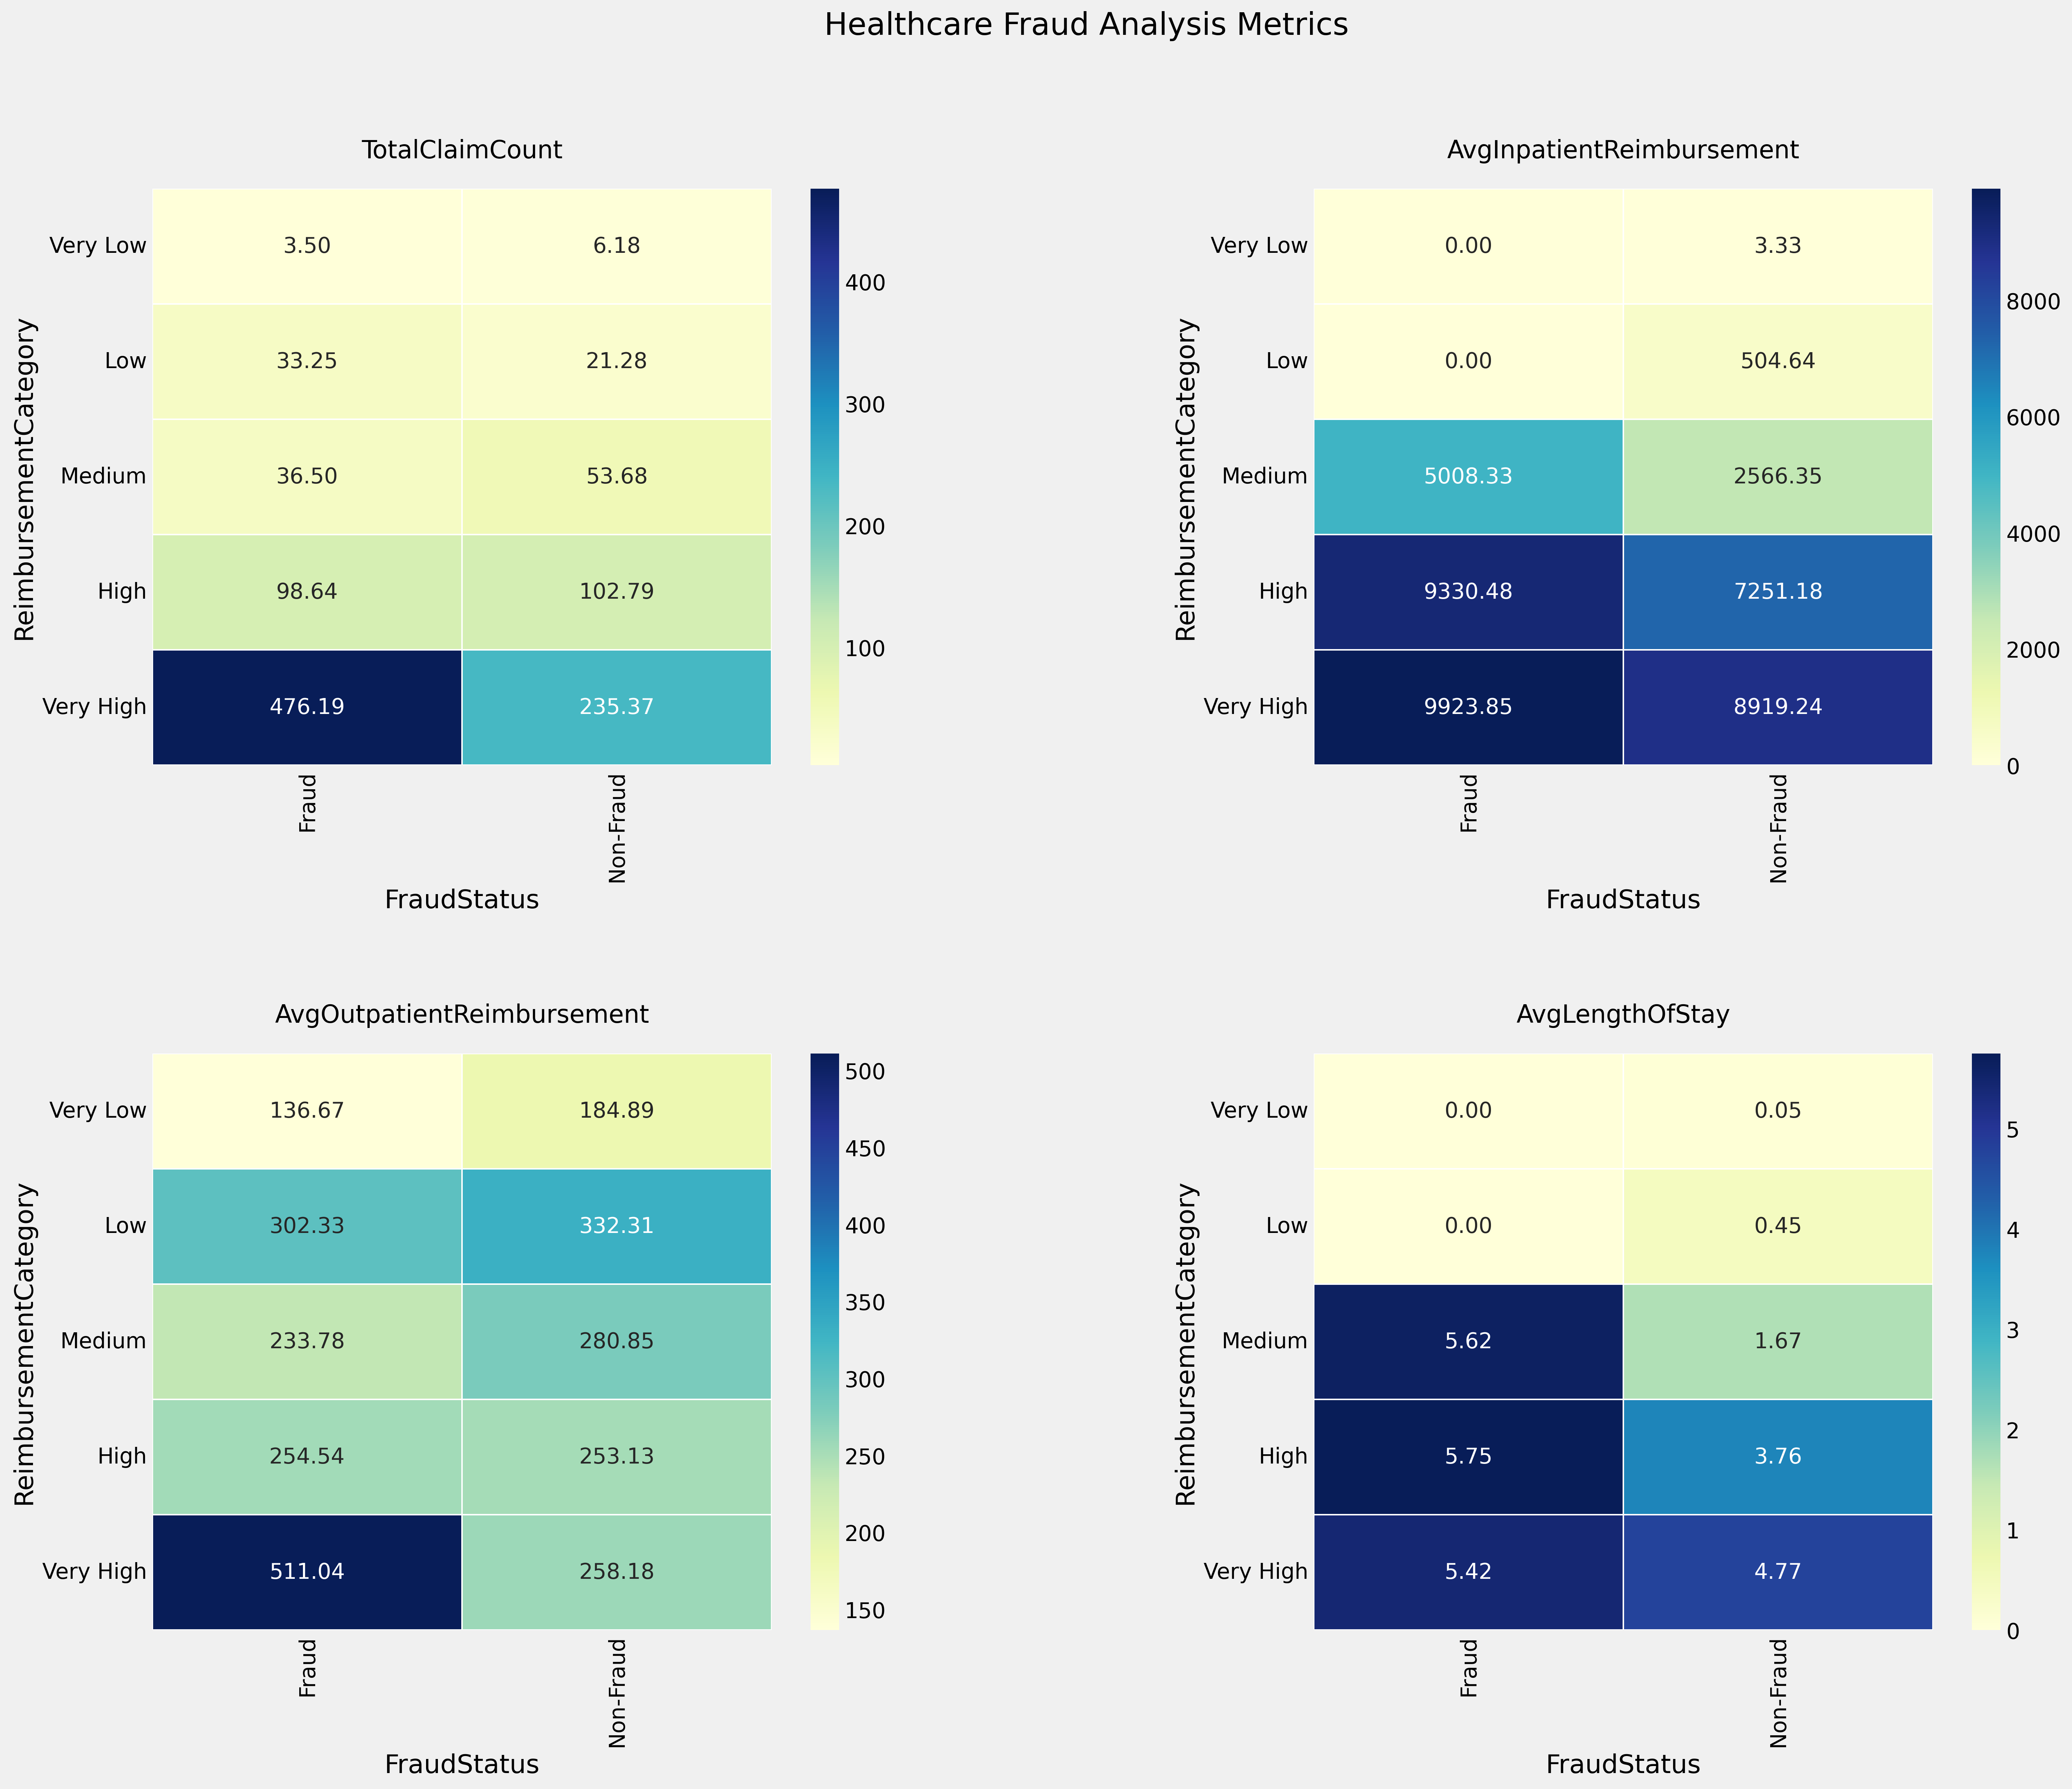 Healthcare Fraud Analysis Metrics
TotalClaimCount
ReimbursementCategory
Very Low 3.50 6.18
Low 33.25 21.28
Medium 36.50 53.68
High 98.64 102.79
Very High 476.19 235.37
Fraud Non-Fraud
FraudStatus
400
300
200
100
AvgInpatientReimbursement
ReimbursementCategory
Very Low 0.00 3.33
Low 0.00 504.64
Medium 5008.33 2566.35
High 9330.48 7251.18
Very High 9923.85 8919.24
Fraud Non-Fraud
FraudStatus
8000
6000
4000
2000
0
AvgOutpatientReimbursement
ReimbursementCategory
Very Low 136.67 184.89
Low 302.33 332.31
Medium 233.78 280.85
High 254.54 253.13
Very High 511.04 258.18
Fraud Non-Fraud
FraudStatus
500
450
400
350
300
250
200
150
AvgLengthOfStay
ReimbursementCategory
Very Low 0.00 0.05
Low 0.00 0.45
Medium 5.62 1.67
High 5.75 3.76
Very High 5.42 4.77
Fraud Non-Fraud
FraudStatus
5
4
3
2
1
0